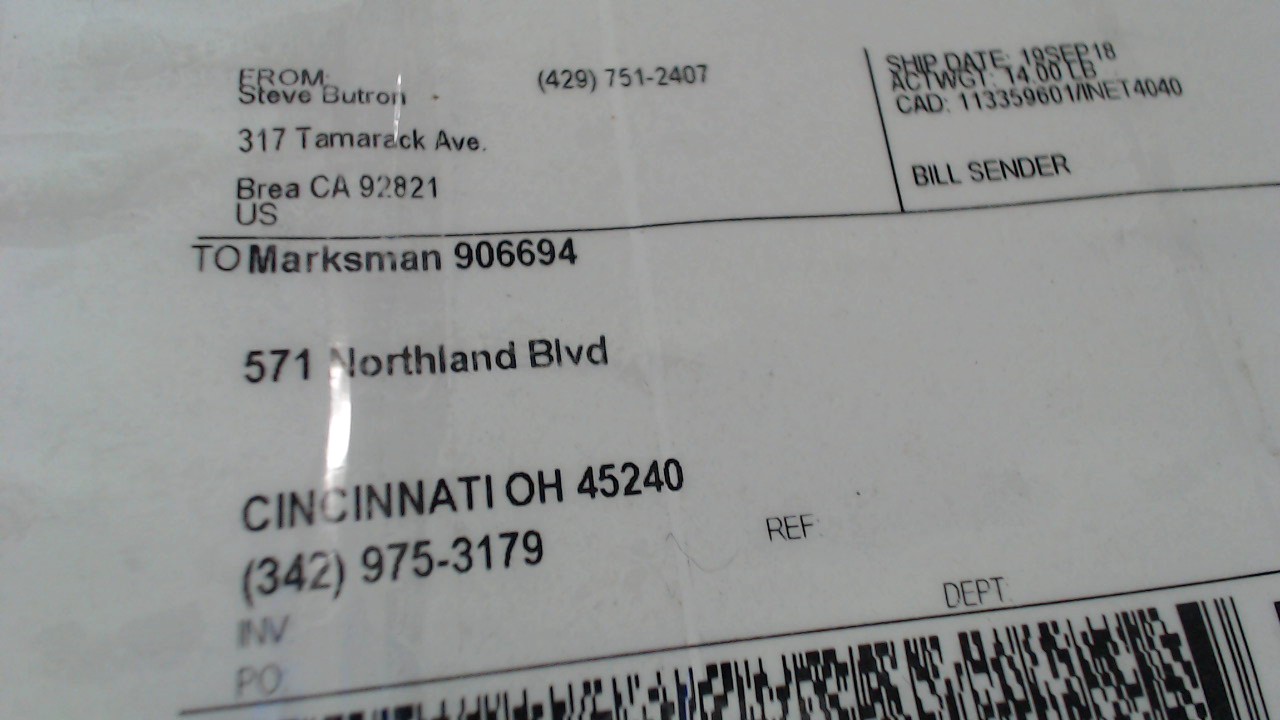 FROM:
Steve Butron
(429) 751-2407
317 Tamarack Ave.
Brea CA 92821
US
SHIP DATE: 19SEP18
ACTWGT: 14.00 LB
CAD: 113359601/INET4040
BILL SENDER
TO Marksman 906694
571 Northland Blvd
CINCINNATI OH 45240
(342) 975-3179
REF:
INV
PO:
DEPT: